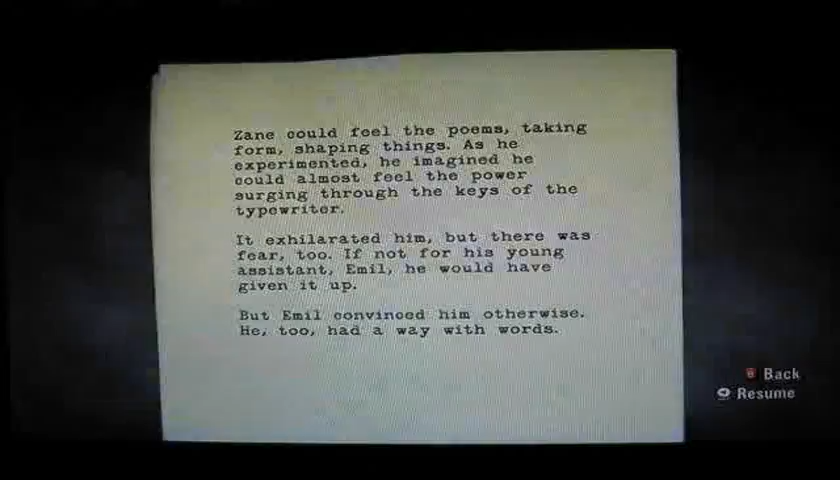 Zane could feel the poems, taking
form, shaping things. As he
experimented, he imagined he
could almost feel the power
surging through the keys of the
typewriter.
It exhilarated him, but there was
fear, too. If not for his young
assistant, Emil, he would have
given it up.
But Emil convinced him otherwise.
He, too, had a way with words.
Back
Resume